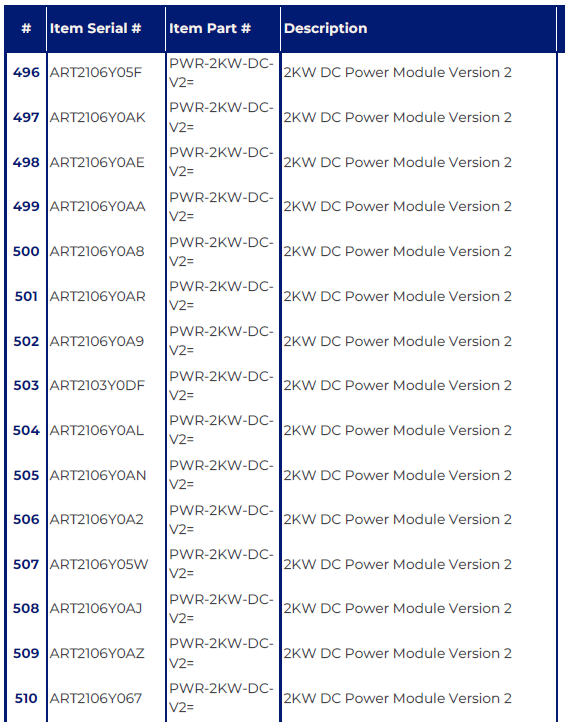 # Item Serial # Item Part # Description
496 ART2106Y05F PWR-2KW-DC-V2= 2KW DC Power Module Version 2
497 ART2106Y0AK PWR-2KW-DC-V2= 2KW DC Power Module Version 2
498 ART2106Y0AE PWR-2KW-DC-V2= 2KW DC Power Module Version 2
499 ART2106Y0AA PWR-2KW-DC-V2= 2KW DC Power Module Version 2
500 ART2106Y0A8 PWR-2KW-DC-V2= 2KW DC Power Module Version 2
501 ART2106Y0AR PWR-2KW-DC-V2= 2KW DC Power Module Version 2
502 ART2106Y0A9 PWR-2KW-DC-V2= 2KW DC Power Module Version 2
503 ART2103Y0DF PWR-2KW-DC-V2= 2KW DC Power Module Version 2
504 ART2106Y0AL PWR-2KW-DC-V2= 2KW DC Power Module Version 2
505 ART2106Y0AN PWR-2KW-DC-V2= 2KW DC Power Module Version 2
506 ART2106Y0A2 PWR-2KW-DC-V2= 2KW DC Power Module Version 2
507 ART2106Y05W PWR-2KW-DC-V2= 2KW DC Power Module Version 2
508 ART2106Y0AJ PWR-2KW-DC-V2= 2KW DC Power Module Version 2
509 ART2106Y0AZ PWR-2KW-DC-V2= 2KW DC Power Module Version 2
510 ART2106Y067 PWR-2KW-DC-V2= 2KW DC Power Module Version 2